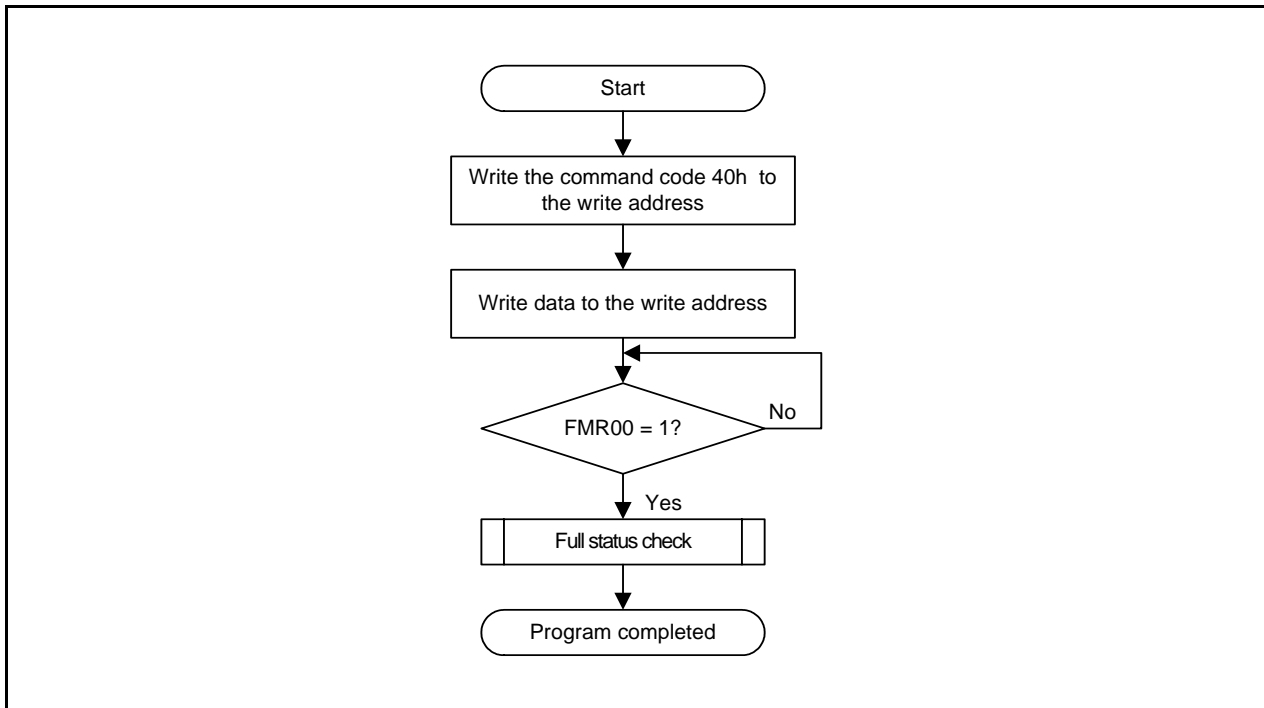 Start
Write the command code 40h to
the write address
Write data to the write address
FMR00 = 1?
No
Yes
Full status check
Program completed